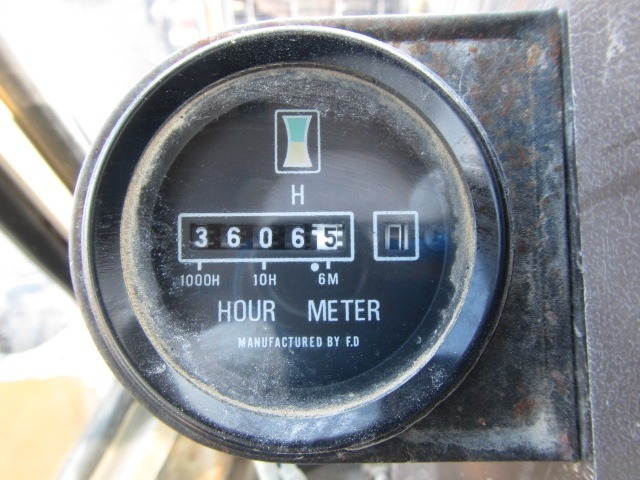 H
36065
1000H 10H 6M
HOUR METER
MANUFACTURED BY F.D